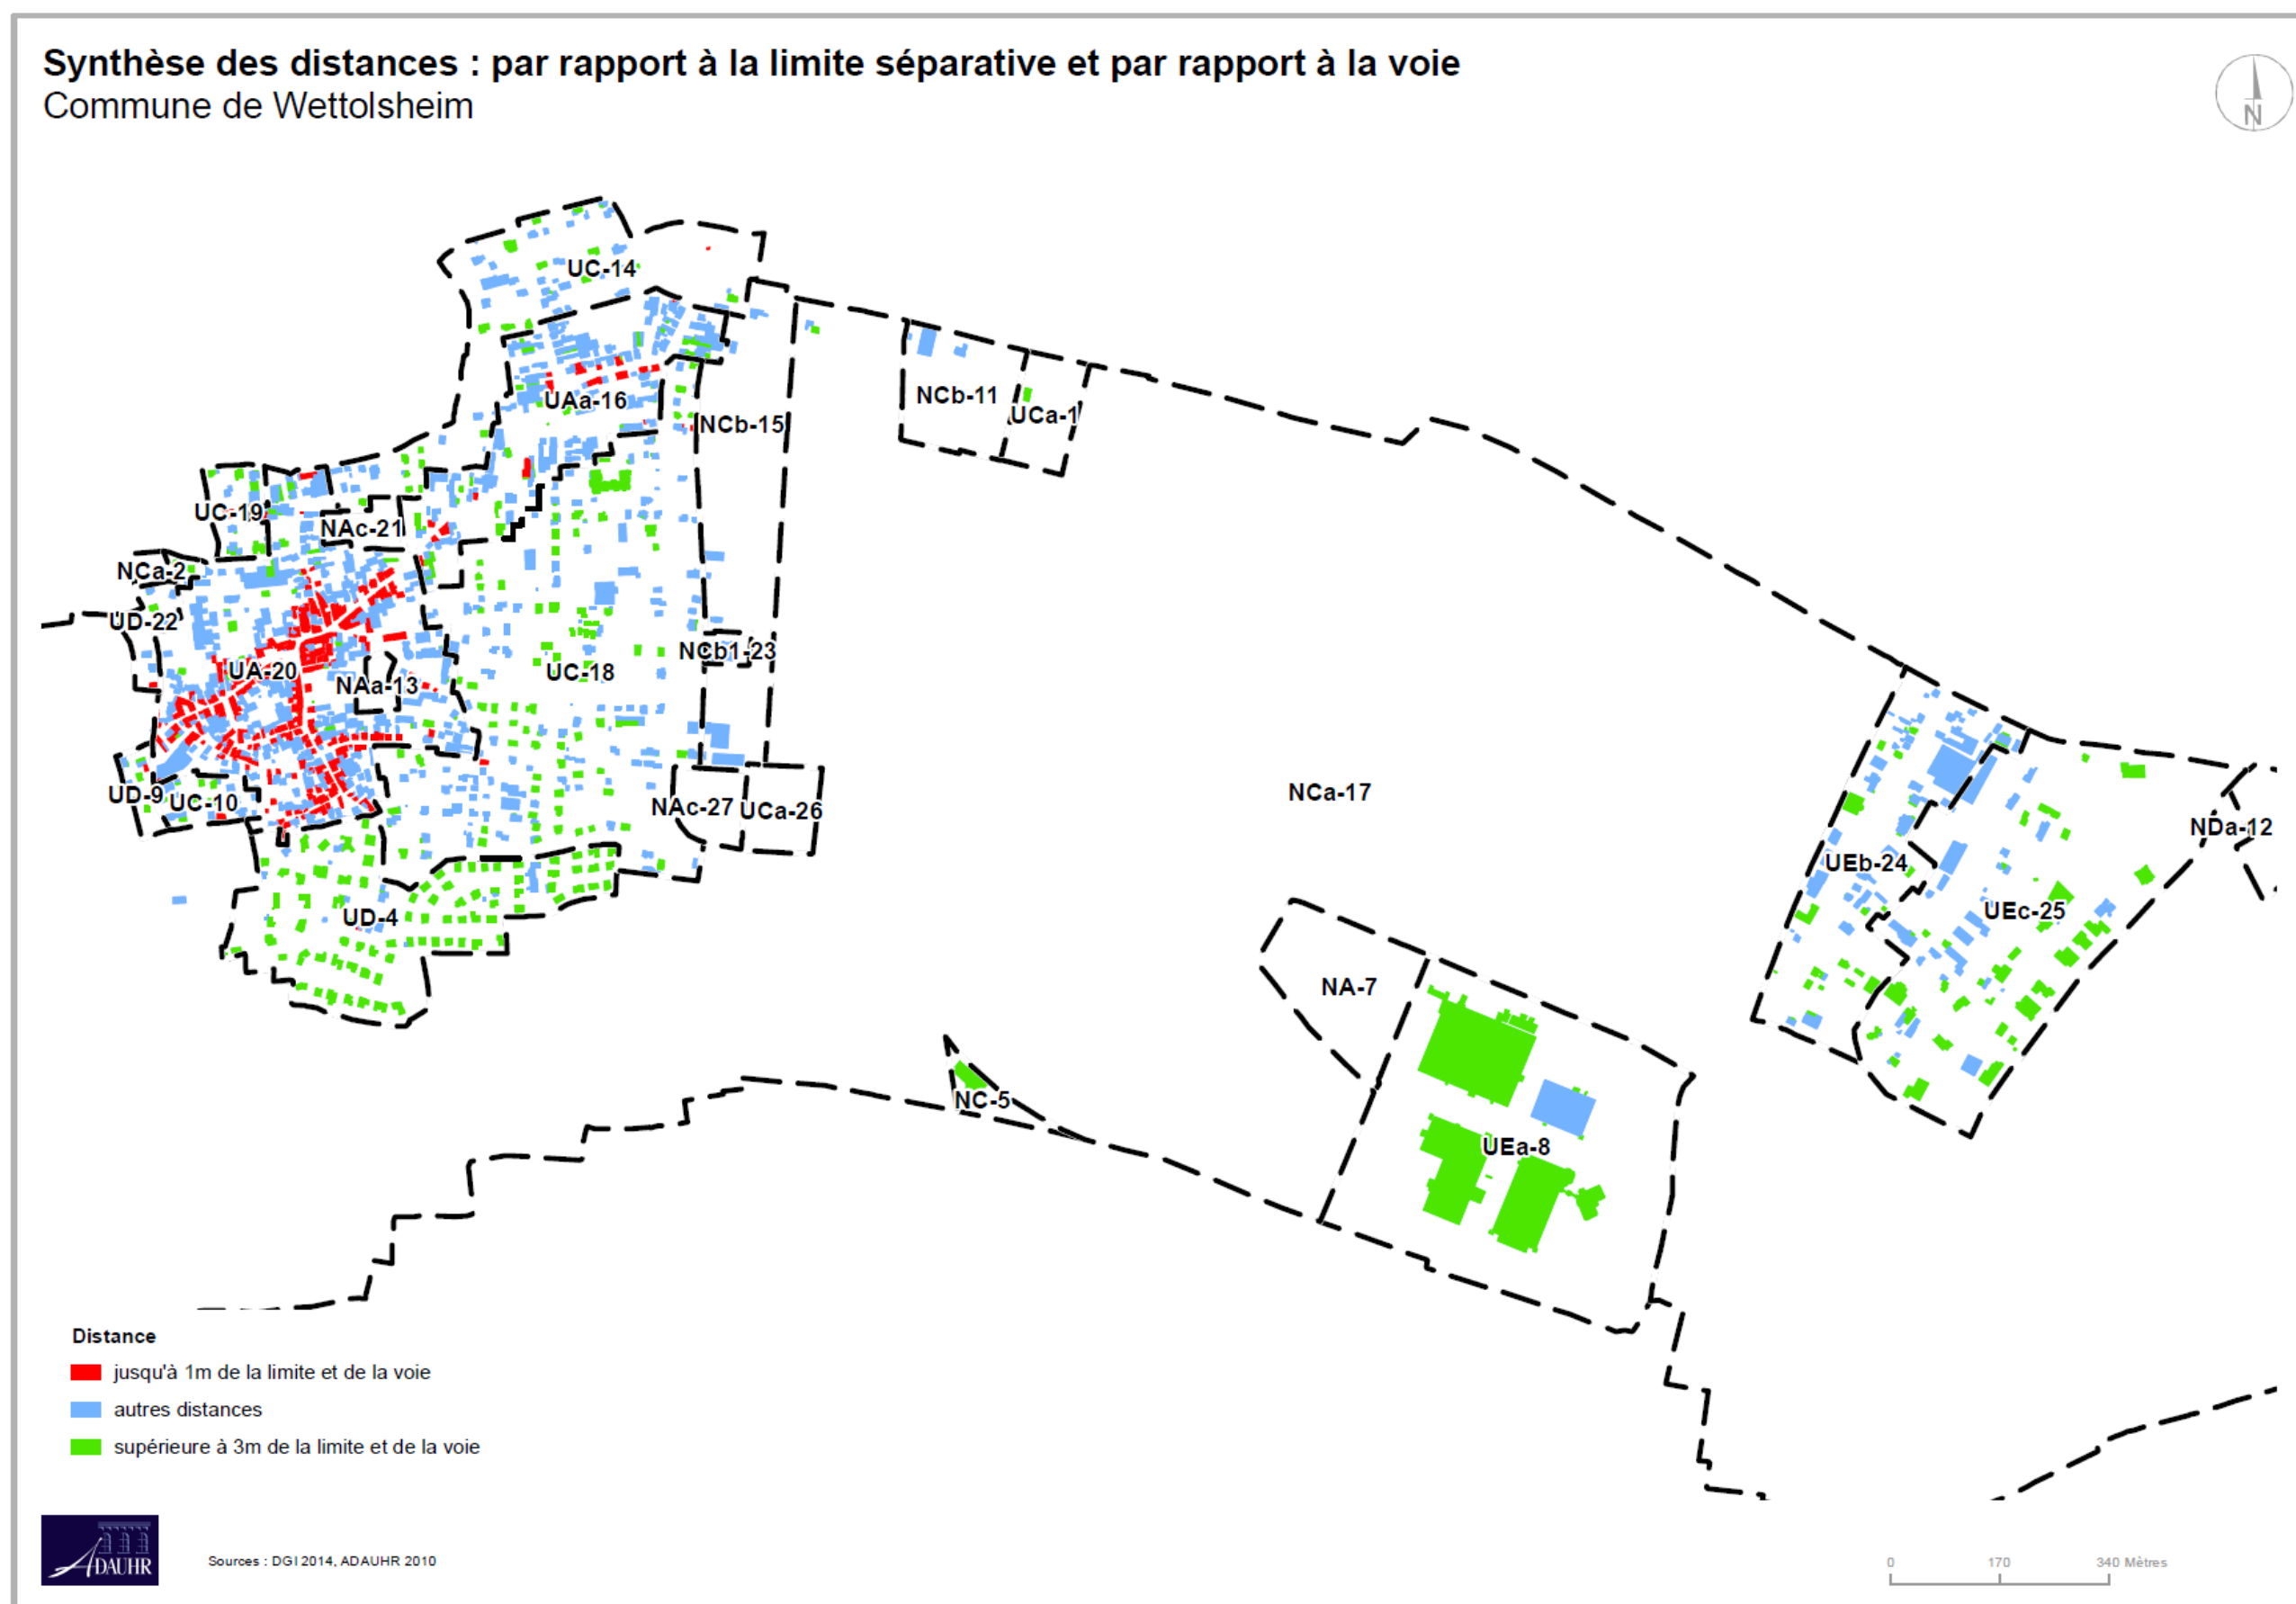 Synthèse des distances : par rapport à la limite séparative et par rapport à la voie
Commune de Wettolsheim
N
UC-14
UAa-16
NCb-15
NCb-11
UCa-1
UC-19
NAc-21
NCa-2
UD-22
UA-20
NAa-13
UC-18
NCb1-23
NCa-17
UD-9
UC-10
NAc-27
UCa-26
NDa-12
UEb-24
UEc-25
UD-4
NA-7
NC-5
UEa-8
Distance
jusqu'à 1m de la limite et de la voie
autres distances
supérieure à 3m de la limite et de la voie
ADAUHR
Sources : DGI 2014, ADAUHR 2010
0 170 340 Mètres